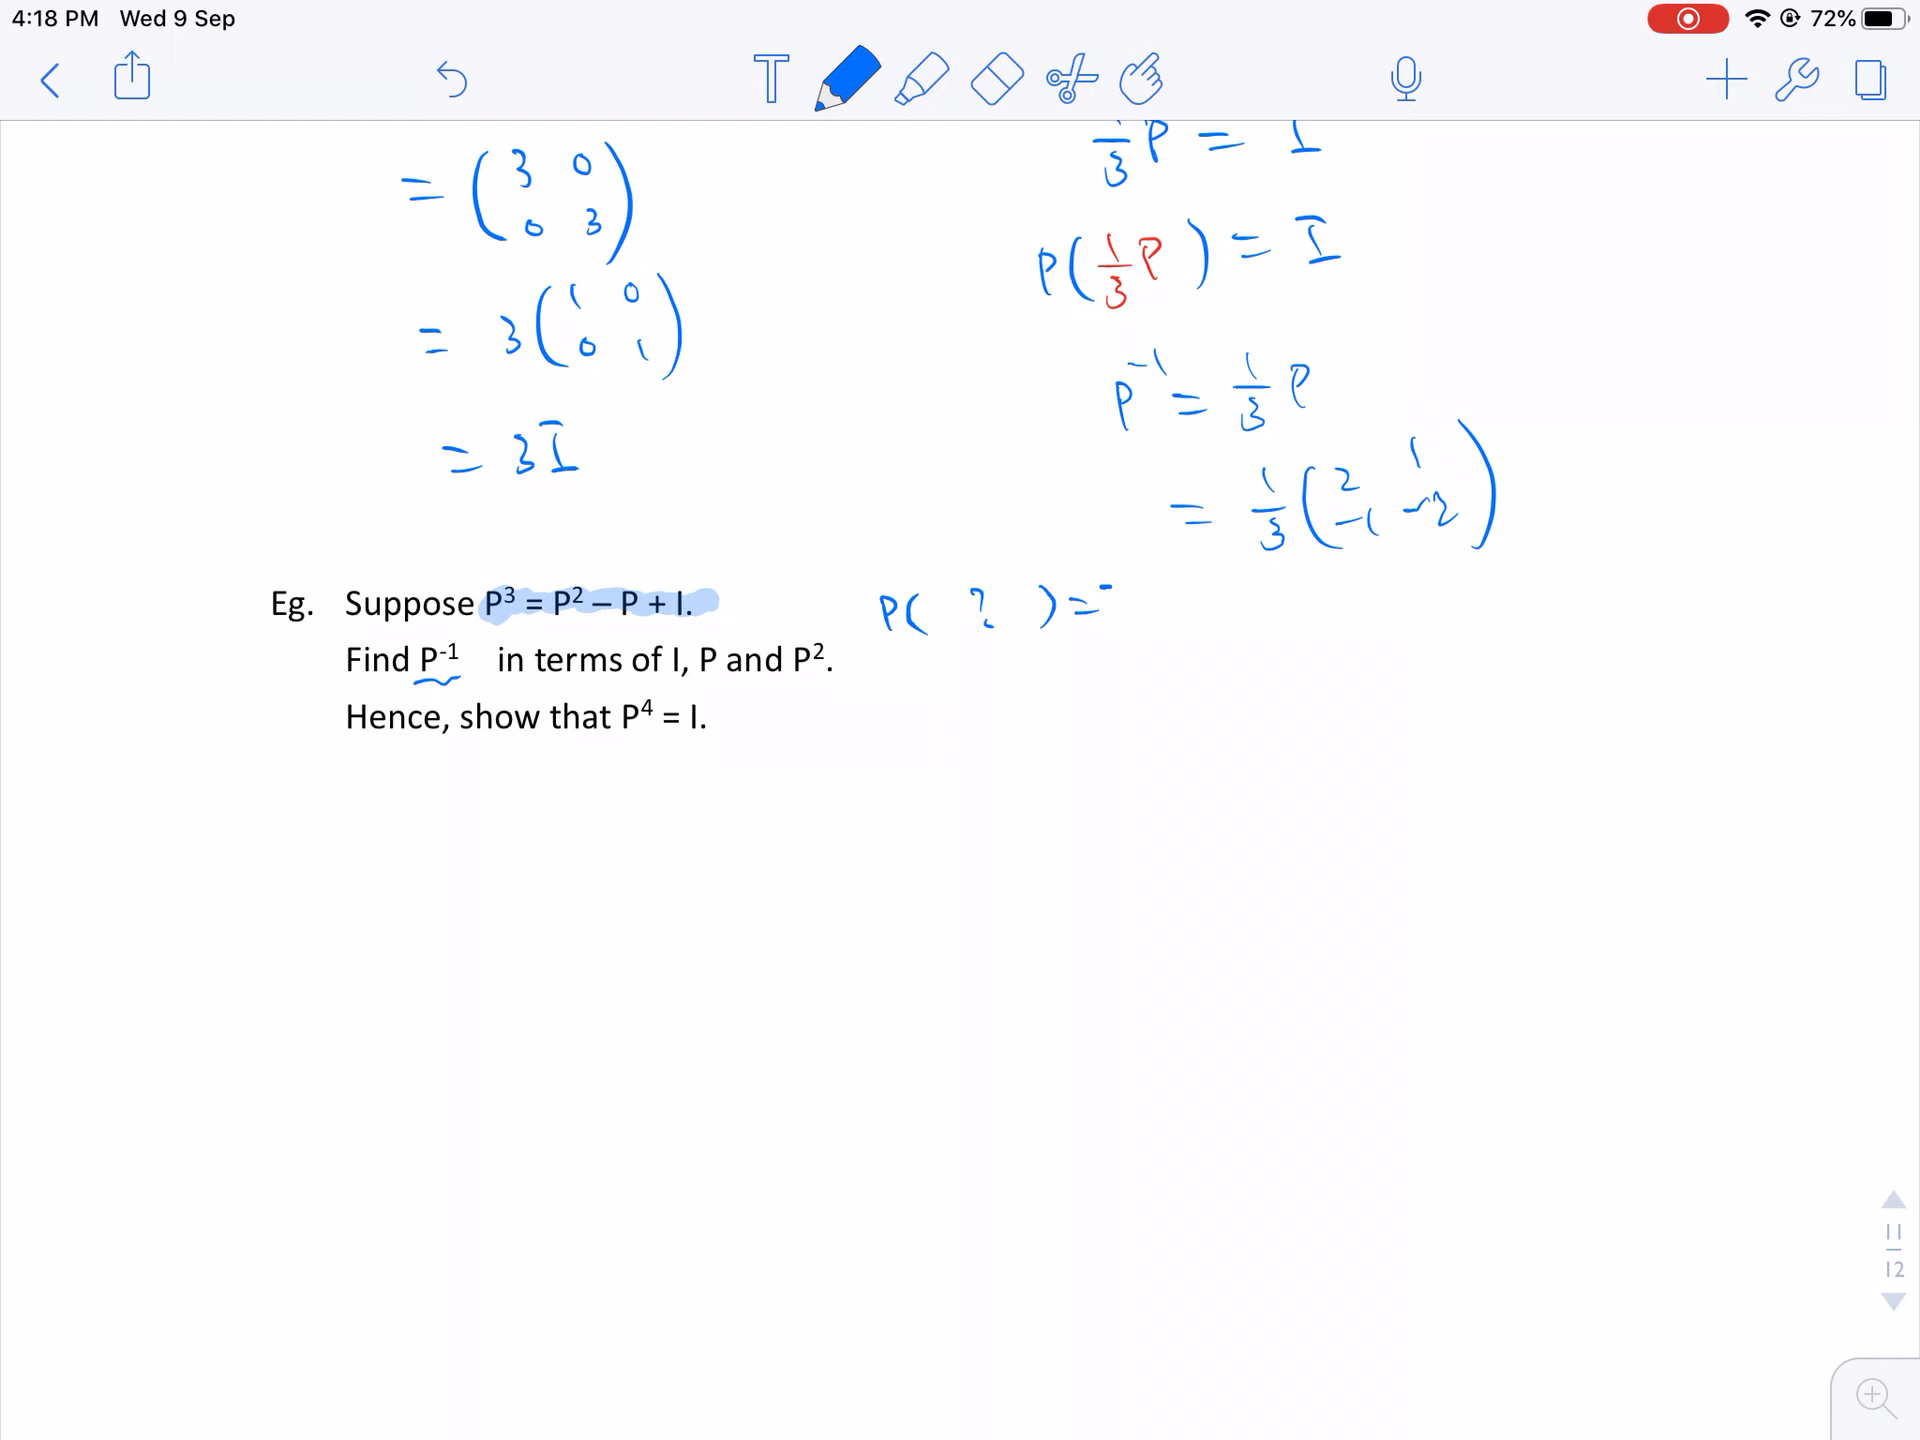 4:18 PM Wed 9 Sep
72%
T
= (3 0
0 3)
= 3(1 0
0 1)
= 3I
1/3 P = I
P(1/3 P) = I
P⁻¹ = 1/3 P
= 1/3 (2 1
-1 -2)
Eg. Suppose P³ = P² – P + I.
P( ? ) =
Find P⁻¹ in terms of I, P and P².
Hence, show that P⁴ = I.
11
12